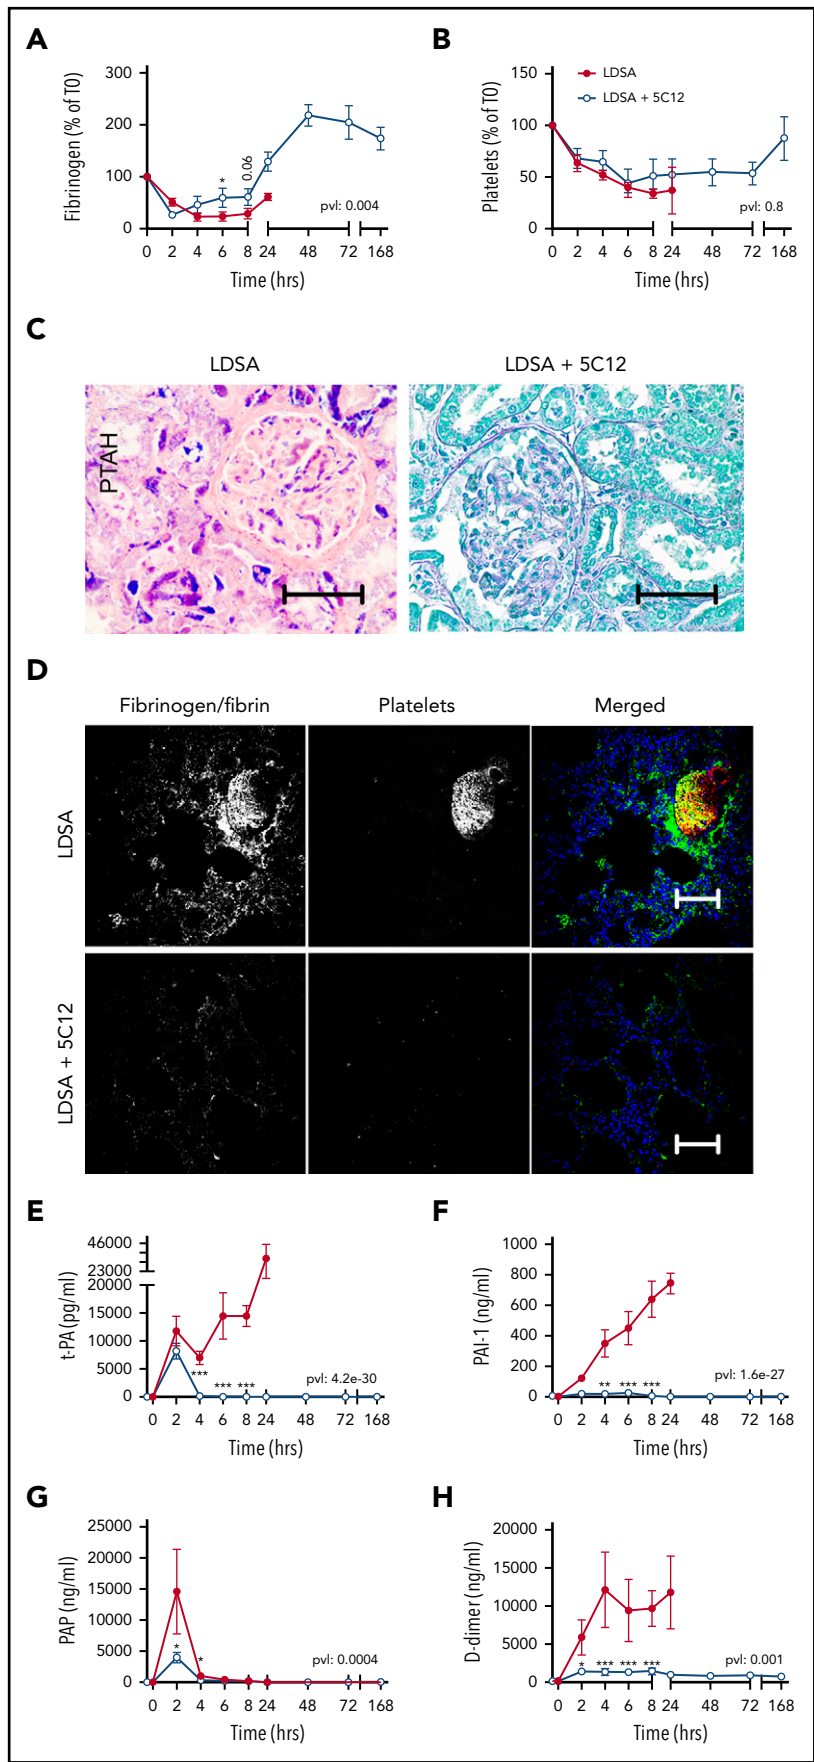 A
B
300
200
100
0
Fibrinogen (% of T0)
*
0.06
pvl: 0.004
0 2 4 6 8 24 48 72 168
Time (hrs)
150
100
50
0
Platelets (% of T0)
LDSA
LDSA + 5C12
pvl: 0.8
0 2 4 6 8 24 48 72 168
Time (hrs)
C
LDSA
LDSA + 5C12
PTAH
D
Fibrinogen/fibrin
Platelets
Merged
LDSA
LDSA + 5C12
E
F
46000
23000
20000
15000
10000
5000
0
t-PA (pg/ml)
*** *** ***
pvl: 4.2e-30
0 2 4 6 8 24 48 72 168
Time (hrs)
1000
800
600
400
200
0
PAI-1 (ng/ml)
** *** ***
pvl: 1.6e-27
0 2 4 6 8 24 48 72 168
Time (hrs)
G
H
25000
20000
15000
10000
5000
0
PAP (ng/ml)
* *
pvl: 0.0004
0 2 4 6 8 24 48 72 168
Time (hrs)
20000
15000
10000
5000
0
D-dimer (ng/ml)
* *** *** ***
pvl: 0.001
0 2 4 6 8 24 48 72 168
Time (hrs)